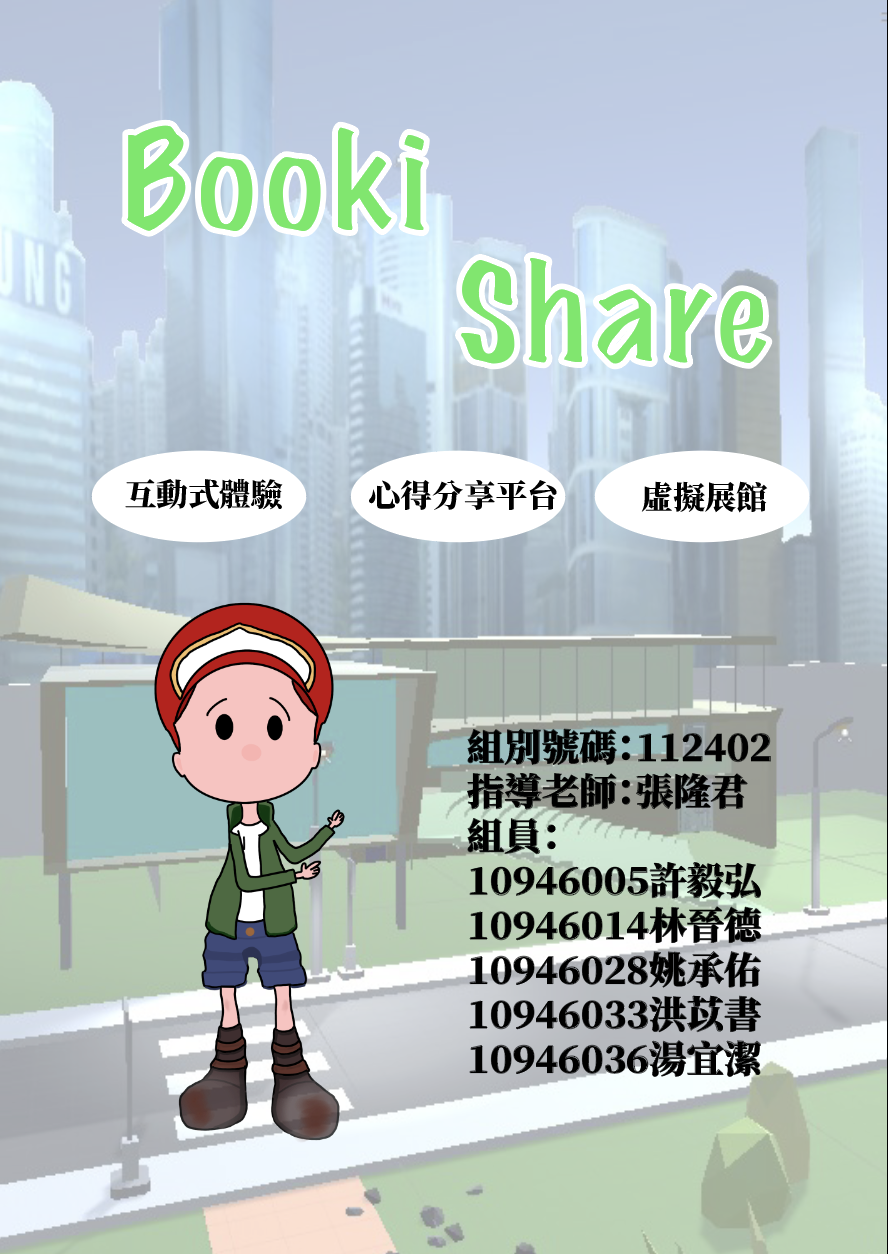 Booki
Share
互動式體驗
心得分享平台
虛擬展館
組別號碼：112402
指導老師：張隆君
組員：
10946005許毅弘
10946014林晉德
10946028姚承佑
10946033洪苡書
10946036湯宜潔
UNG